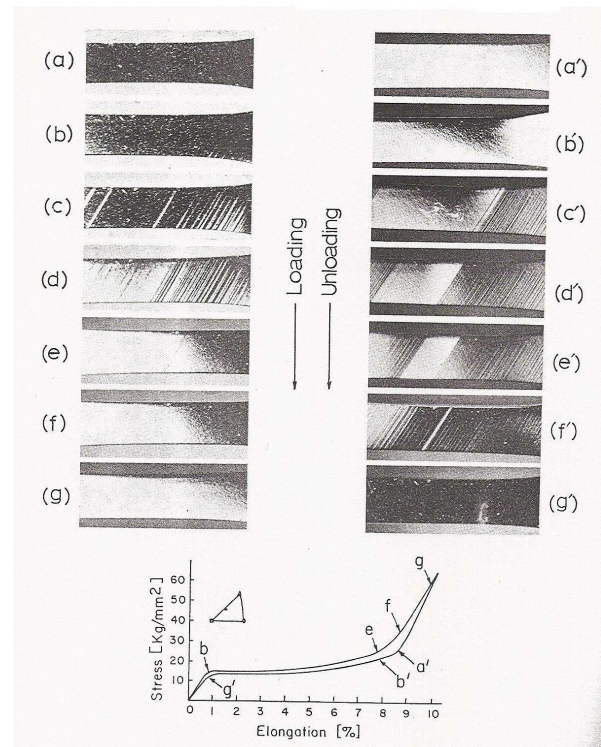 (a)
(b)
(c)
(d)
(e)
(f)
(g)
Loading
Unloading
(a′)
(b′)
(c′)
(d′)
(e′)
(f′)
(g′)
Stress [Kg/mm2]
60
50
40
30
20
10
b
g′
e
f
g
b′
a′
0 1 2 3 4 5 6 7 8 9 10
Elongation [%]